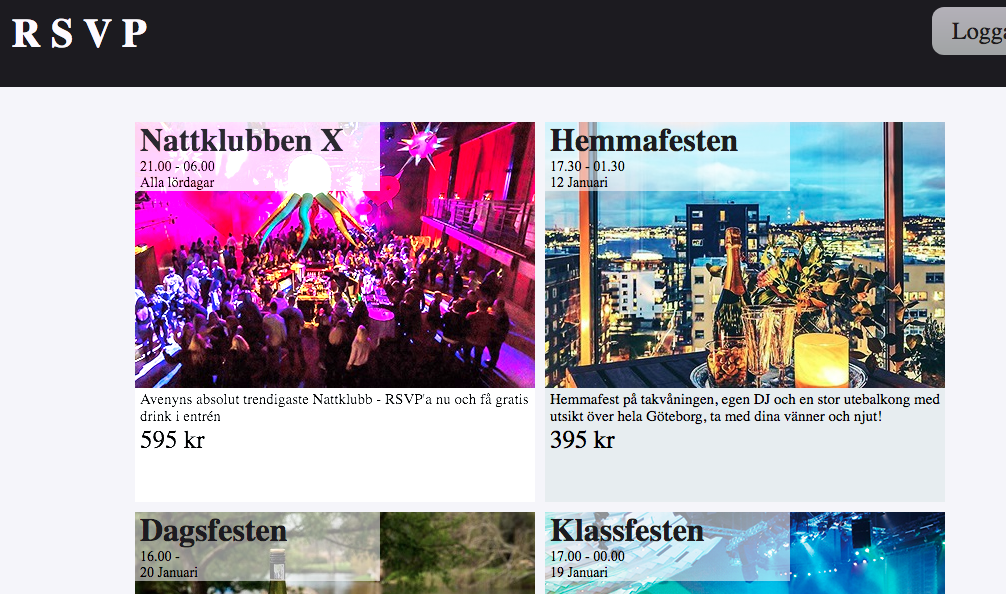 RSVP
Logga
Nattklubben X
21.00 - 06.00
Alla lördagar
Hemmafesten
17.30 - 01.30
12 Januari
Avenyns absolut trendigaste Nattklubb - RSVP'a nu och få gratis
drink i entrén
595 kr
Hemmafest på takvåningen, egen DJ och en stor utebalkong med
utsikt över hela Göteborg, ta med dina vänner och njut!
395 kr
Dagsfesten
16.00 -
20 Januari
Klassfesten
17.00 - 00.00
19 Januari